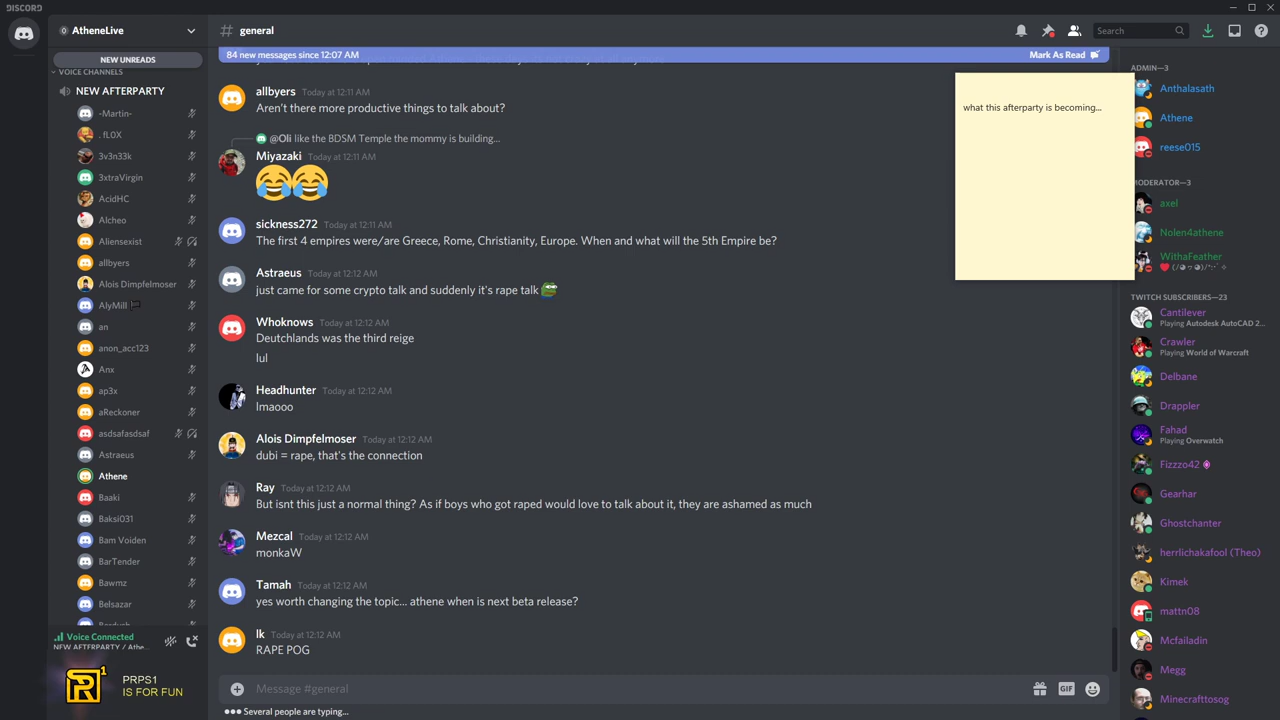 DISCORD
AtheneLive
# general
Search
NEW UNREADS
VOICE CHANNELS
NEW AFTERPARTY
-Martin-
. fL0X
3v3n33k
3xtraVirgin
AcidHC
Alcheo
Aliensexist
allbyers
Alois Dimpfelmoser
AlyMill
an
anon_acc123
Anx
ap3x
aReckoner
asdsafasdsaf
Astraeus
Athene
Baaki
Baksi031
Bam Voiden
BarTender
Bawmz
Belsazar
Voice Connected
NEW AFTERPARTY / Athe...
PRPS1
IS FOR FUN
84 new messages since 12:07 AM
Mark As Read
allbyers Today at 12:11 AM
Aren't there more productive things to talk about?
@Oli like the BDSM Temple the mommy is building...
Miyazaki Today at 12:11 AM
sickness272 Today at 12:11 AM
The first 4 empires were/are Greece, Rome, Christianity, Europe. When and what will the 5th Empire be?
Astraeus Today at 12:12 AM
just came for some crypto talk and suddenly it's rape talk
Whoknows Today at 12:12 AM
Deutchlands was the third reige
lul
Headhunter Today at 12:12 AM
lmaooo
Alois Dimpfelmoser Today at 12:12 AM
dubi = rape, that's the connection
Ray Today at 12:12 AM
But isnt this just a normal thing? As if boys who got raped would love to talk about it, they are ashamed as much
Mezcal Today at 12:12 AM
monkaW
Tamah Today at 12:12 AM
yes worth changing the topic... athene when is next beta release?
lk Today at 12:12 AM
RAPE POG
Message #general
GIF
Several people are typing...
what this afterparty is becoming...
ADMIN—3
Anthalasath
Athene
reese015
MODERATOR—3
axel
Nolen4athene
WithaFeather
TWITCH SUBSCRIBERS—23
Cantilever
Playing Autodesk AutoCAD 2...
Crawler
Playing World of Warcraft
Delbane
Drappler
Fahad
Playing Overwatch
Fizzzo42
Gearhar
Ghostchanter
herrlichakafool (Theo)
Kimek
mattn08
Mcfailadin
Megg
Minecrafttosog